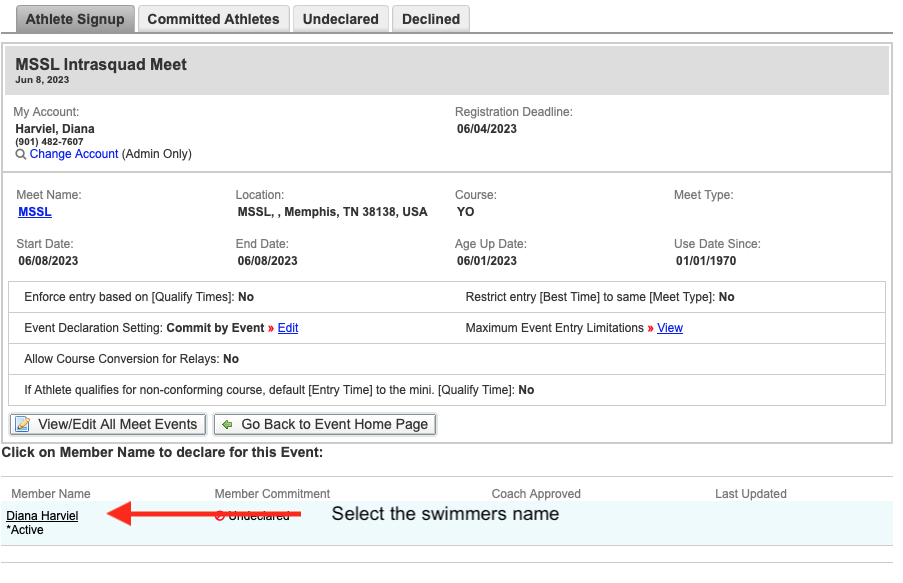 Athlete Signup Committed Athletes Undeclared Declined
MSSL Intrasquad Meet
Jun 8, 2023
My Account: Registration Deadline:
Harviel, Diana 06/04/2023
(901) 482-7607
Change Account (Admin Only)
Meet Name: Location: Course: Meet Type:
MSSL MSSL, , Memphis, TN 38138, USA YO
Start Date: End Date: Age Up Date: Use Date Since:
06/08/2023 06/08/2023 06/01/2023 01/01/1970
Enforce entry based on [Qualify Times]: No Restrict entry [Best Time] to same [Meet Type]: No
Event Declaration Setting: Commit by Event » Edit Maximum Event Entry Limitations » View
Allow Course Conversion for Relays: No
If Athlete qualifies for non-conforming course, default [Entry Time] to the mini. [Qualify Time]: No
View/Edit All Meet Events Go Back to Event Home Page
Click on Member Name to declare for this Event:
Member Name Member Commitment Coach Approved Last Updated
Diana Harviel Undeclared Select the swimmers name
*Active